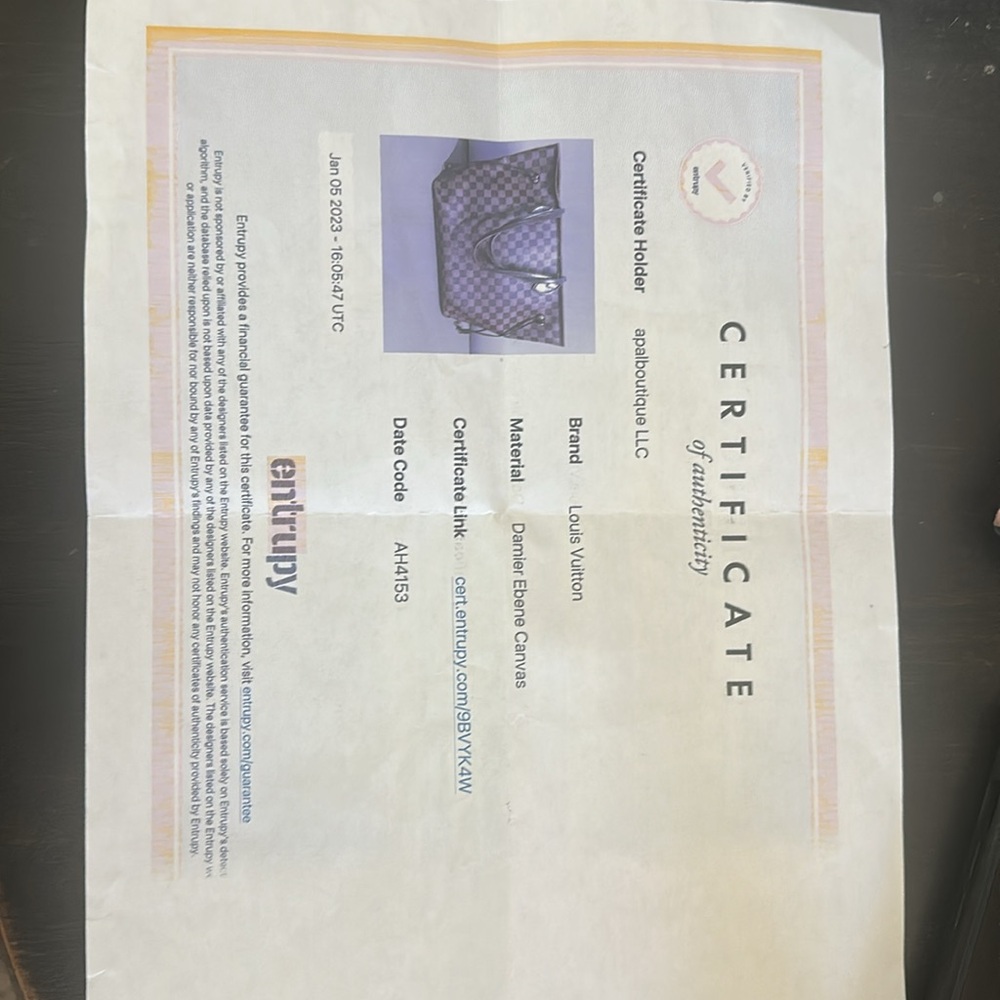 VERIFIED BY
entrupy
CERTIFICATE
of authenticity
Certificate Holder apalboutique LLC
Brand Louis Vuitton
Material Damier Ebene Canvas
Certificate Link cert.entrupy.com/9BVYK4W
Date Code AH4153
Jan 05 2023 - 16:05:47 UTC
entrupy
Entrupy provides a financial guarantee for this certificate. For more information, visit entrupy.com/guarantee
Entrupy is not sponsored by or affiliated with any of the designers listed on the Entrupy website. Entrupy's authentication service is based solely on Entrupy's
algorithm, and the database relied upon is not based upon data provided by any of the designers listed on the Entrupy website. The designers listed on the Entrupy
or application are neither responsible for nor bound by any of Entrupy's findings and may not honor any certificates of authenticity provided by Entrupy.